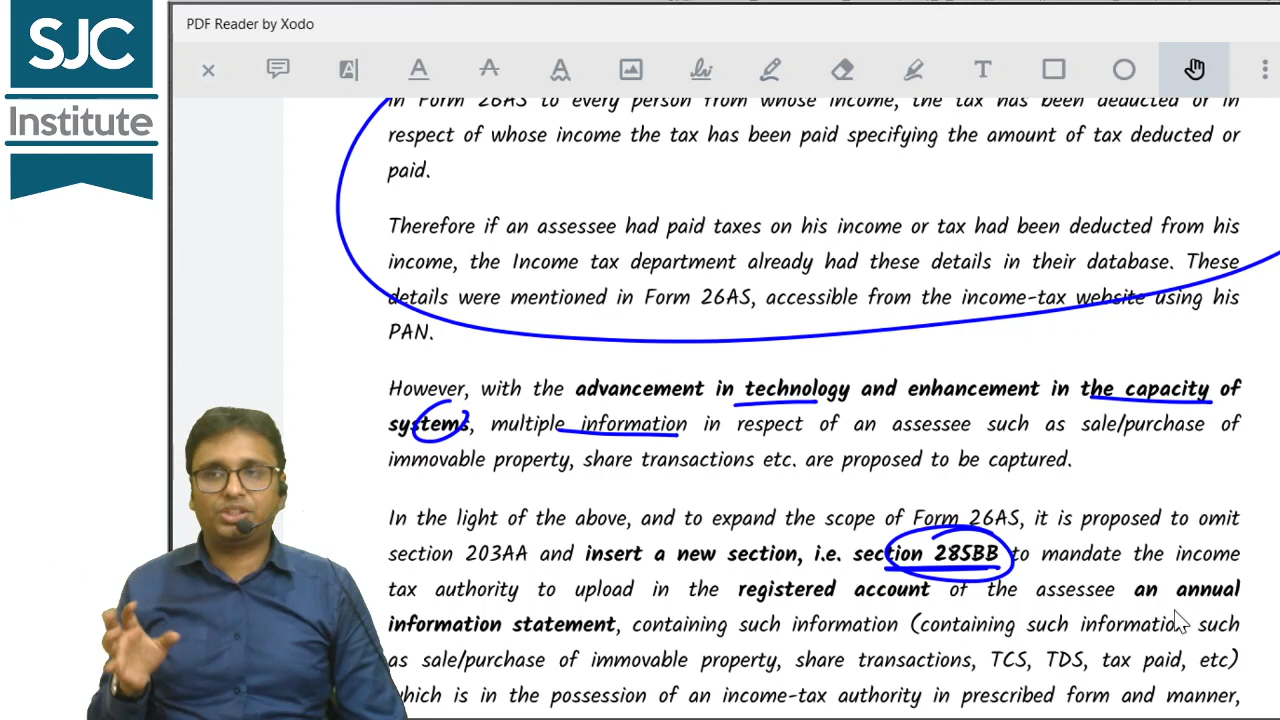 SJC
Institute
PDF Reader by Xodo
in Form 26AS to every person from whose income, the tax has been deducted or in
respect of whose income the tax has been paid specifying the amount of tax deducted or
paid.
Therefore if an assessee had paid taxes on his income or tax had been deducted from his
income, the Income tax department already had these details in their database. These
details were mentioned in Form 26AS, accessible from the income-tax website using his
PAN.
However, with the advancement in technology and enhancement in the capacity of
systems, multiple information in respect of an assessee such as sale/purchase of
immovable property, share transactions etc. are proposed to be captured.
In the light of the above, and to expand the scope of Form 26AS, it is proposed to omit
section 203AA and insert a new section, i.e. section 285BB to mandate the income
tax authority to upload in the registered account of the assessee an annual
information statement, containing such information (containing such information such
as sale/purchase of immovable property, share transactions, TCS, TDS, tax paid, etc)
which is in the possession of an income-tax authority in prescribed form and manner,